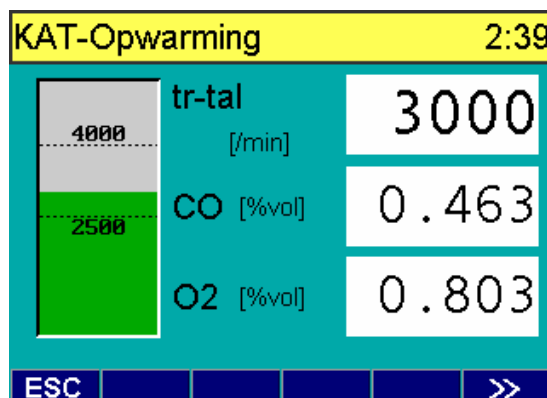 KAT-Opwarming 2:39
tr-tal 3000
[/min]
4000
CO [%vol] 0.463
2500
O2 [%vol] 0.803
ESC >>